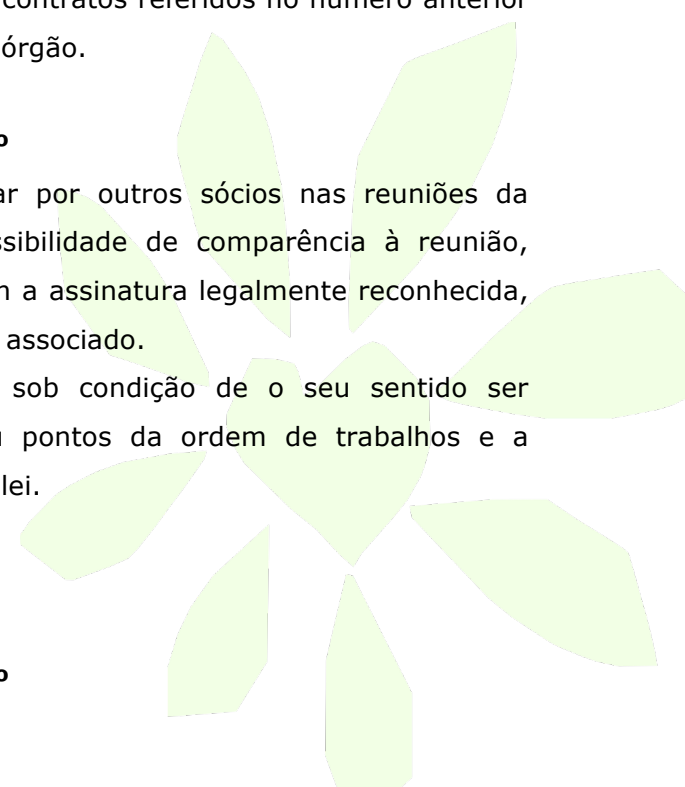 contratos referidos no número anterior
órgão.
o
ar por outros sócios nas reuniões da
ssibilidade de comparência à reunião,
a assinatura legalmente reconhecida,
associado.
sob condição de o seu sentido ser
u pontos da ordem de trabalhos e a
lei.
o